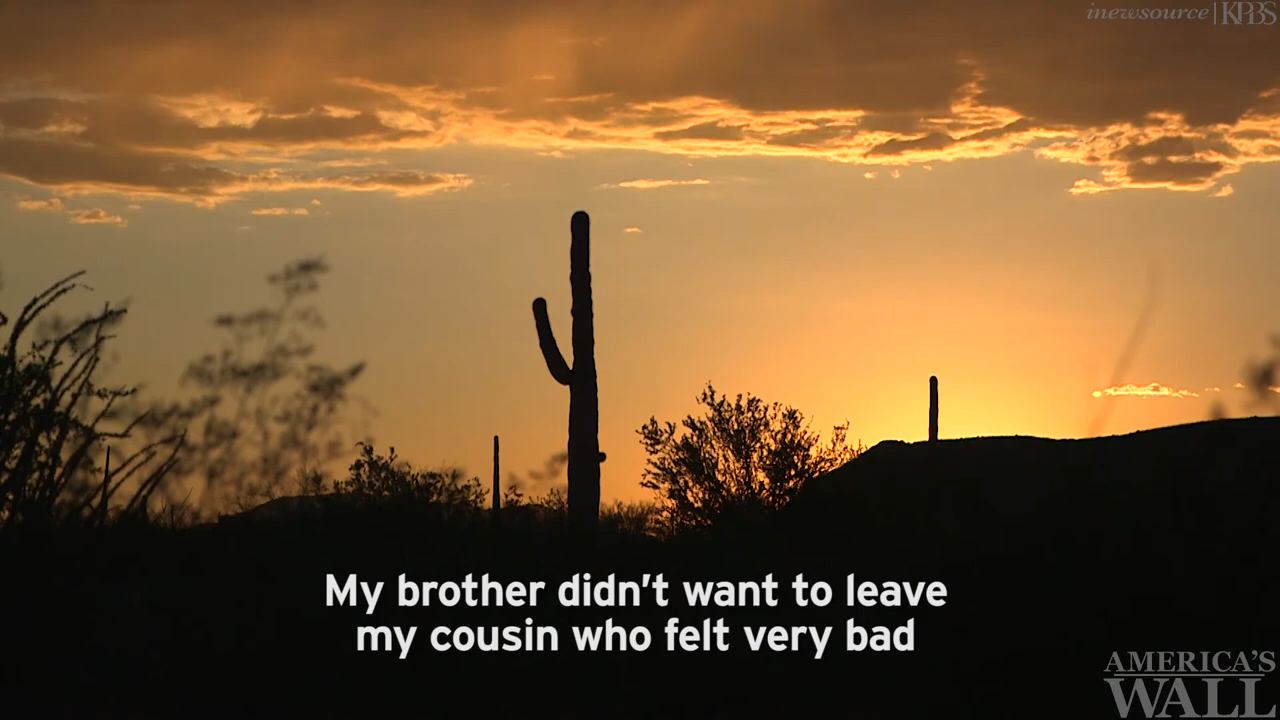 inewsource | KPBS
My brother didn't want to leave
my cousin who felt very bad
AMERICA'S
WALL